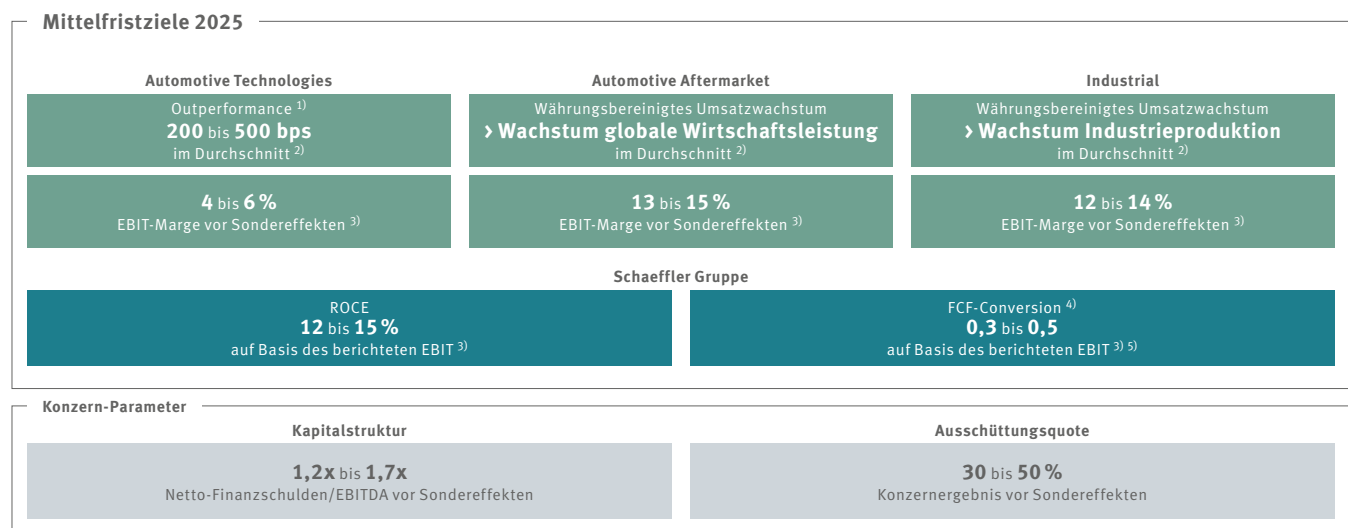 Mittelfristziele 2025
Automotive Technologies
Automotive Aftermarket
Industrial
Outperformance 1)
200 bis 500 bps
im Durchschnitt 2)
Währungsbereinigtes Umsatzwachstum
> Wachstum globale Wirtschaftsleistung
im Durchschnitt 2)
Währungsbereinigtes Umsatzwachstum
> Wachstum Industrieproduktion
im Durchschnitt 2)
4 bis 6 %
EBIT-Marge vor Sondereffekten 3)
13 bis 15 %
EBIT-Marge vor Sondereffekten 3)
12 bis 14 %
EBIT-Marge vor Sondereffekten 3)
Schaeffler Gruppe
ROCE
12 bis 15 %
auf Basis des berichteten EBIT 3)
FCF-Conversion 4)
0,3 bis 0,5
auf Basis des berichteten EBIT 3) 5)
Konzern-Parameter
Kapitalstruktur
Ausschüttungsquote
1,2x bis 1,7x
Netto-Finanzschulden/EBITDA vor Sondereffekten
30 bis 50 %
Konzernergebnis vor Sondereffekten